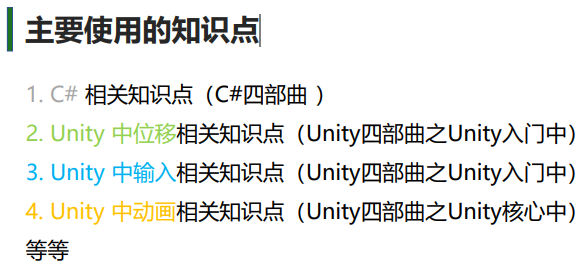 主要使用的知识点
1. C# 相关知识点（C#四部曲 ）
2. Unity 中位移相关知识点（Unity四部曲之Unity入门中）
3. Unity 中输入相关知识点（Unity四部曲之Unity入门中）
4. Unity 中动画相关知识点（Unity四部曲之Unity核心中）
等等